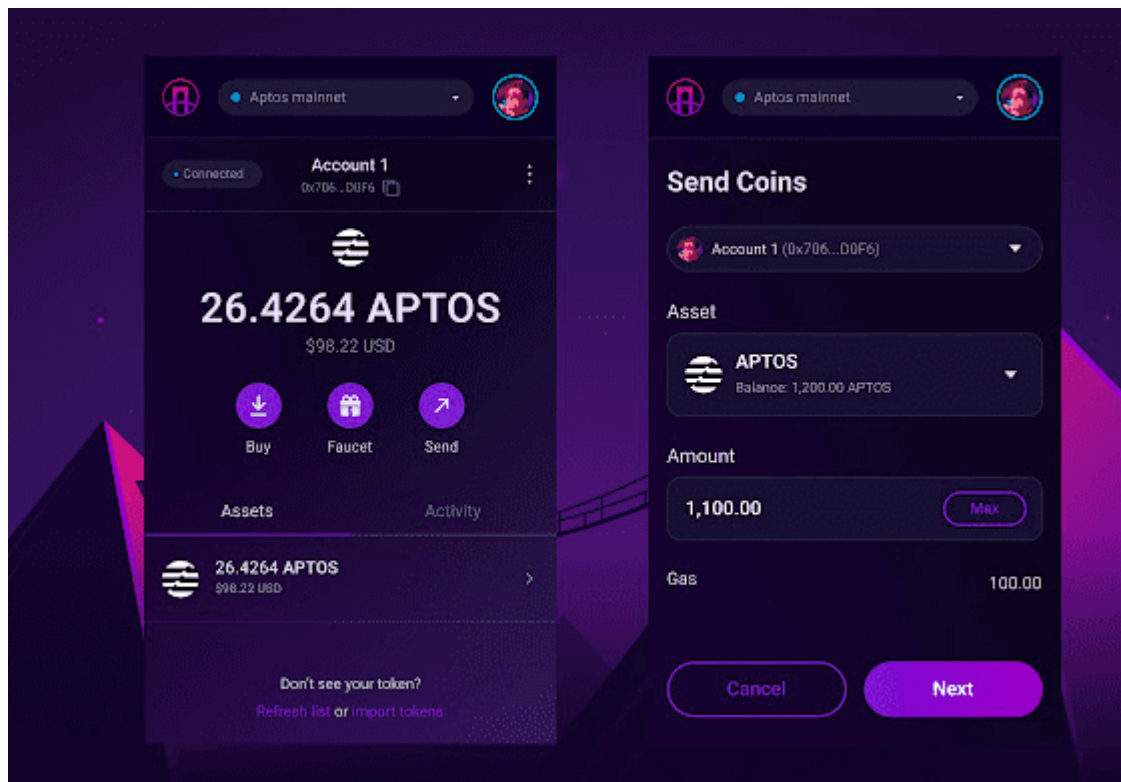 Aptos mainnet
Connected
Account 1
0x706...D0F6
26.4264 APTOS
$98.22 USD
Buy
Faucet
Send
Assets
Activity
26.4264 APTOS
$98.22 USD
Don't see your token?
Refresh list or import tokens
Aptos mainnet
Send Coins
Account 1 (0x706...D0F6)
Asset
APTOS
Balance: 1,200.00 APTOS
Amount
1,100.00
Max
Gas
100.00
Cancel
Next